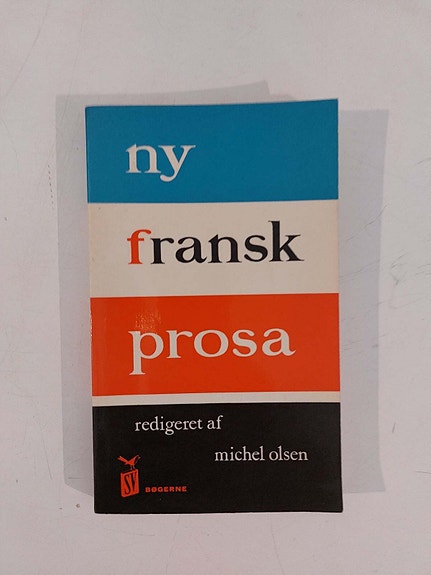 ny
fransk
prosa
redigeret af
michel olsen
SV
BØGERNE